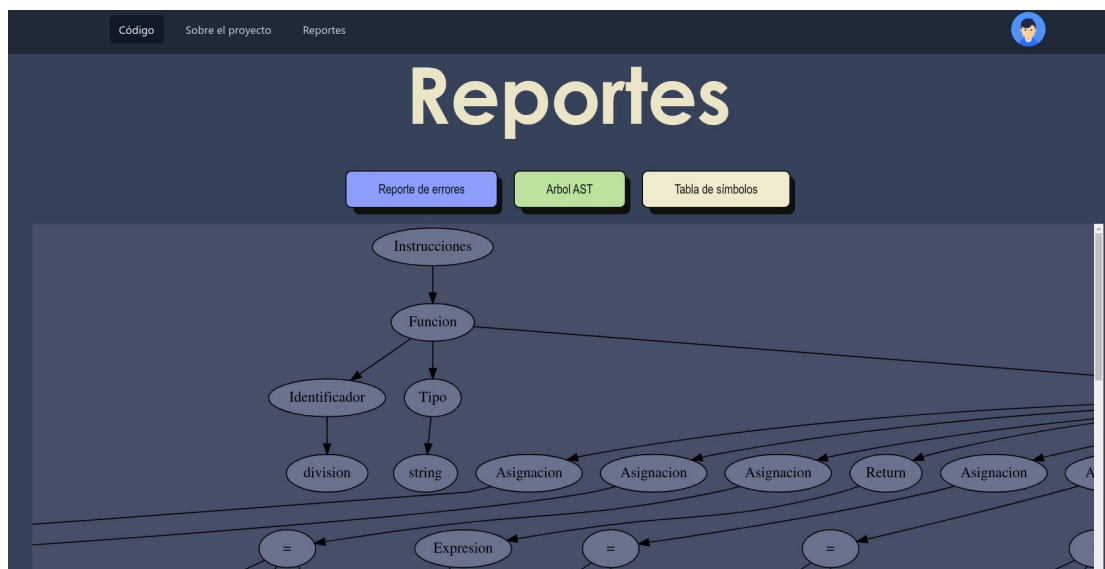 Código Sobre el proyecto Reportes
Reportes
Reporte de errores Arbol AST Tabla de símbolos
Instrucciones
Funcion
Identificador Tipo
division string Asignacion Asignacion Asignacion Return Asignacion A
= Expresion = =